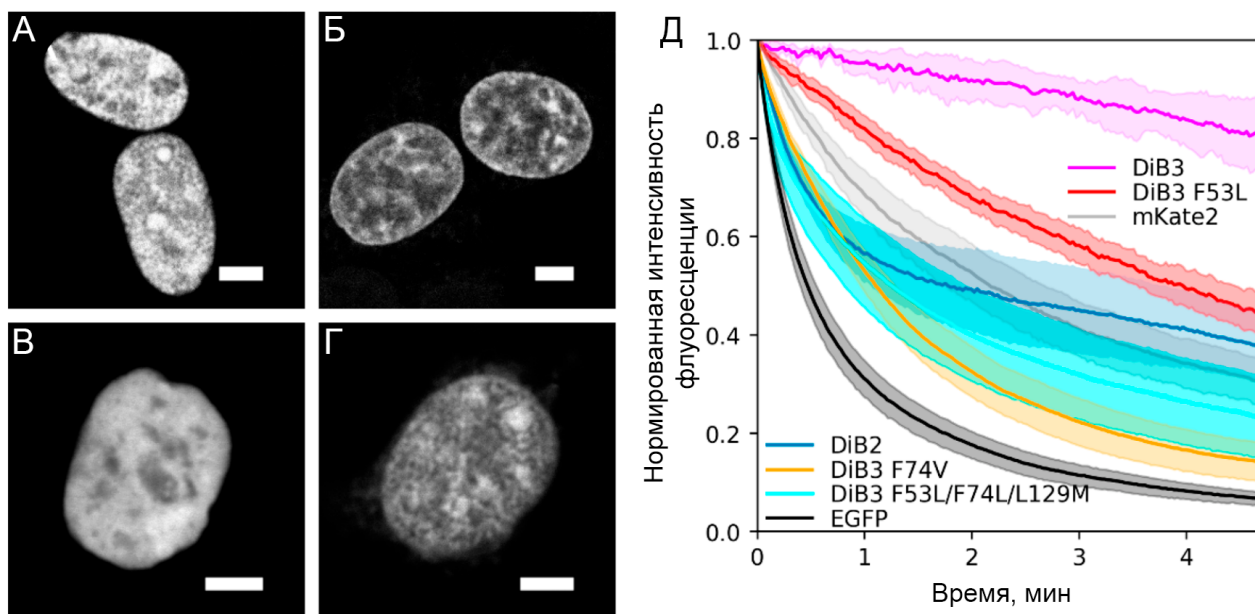 А
Б
В
Г
Д
Нормированная интенсивность
флуоресценции
1.0
0.8
0.6
0.4
0.2
0.0
DiB3
DiB3 F53L
mKate2
DiB2
DiB3 F74V
DiB3 F53L/F74L/L129M
EGFP
0
1
2
3
4
Время, мин